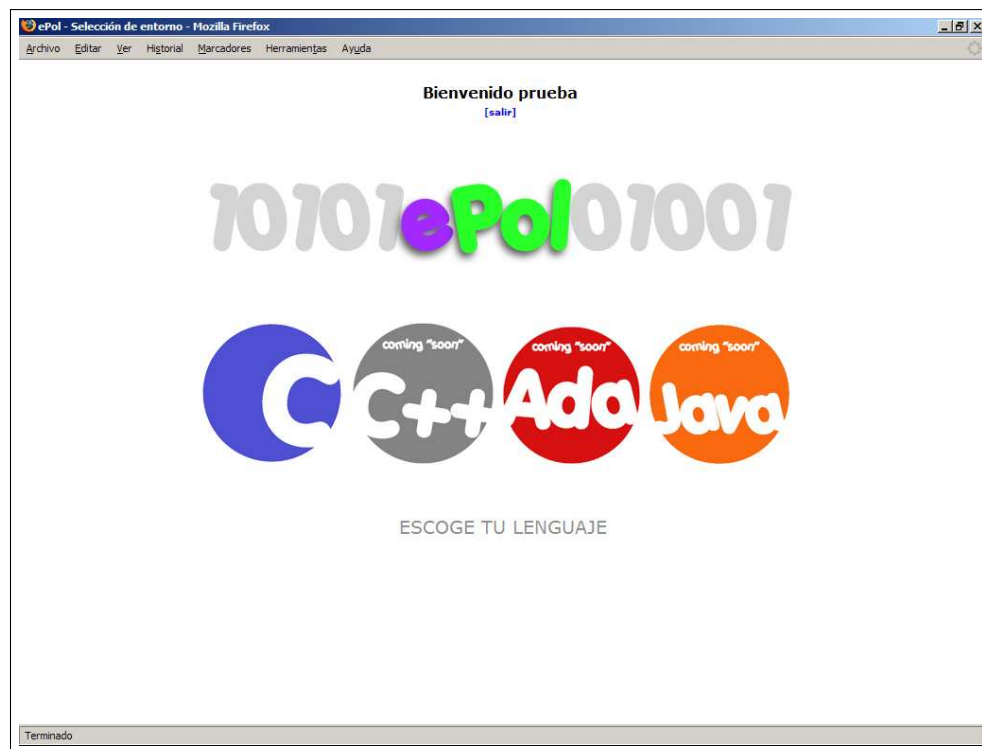 ePol - Selección de entorno - Mozilla Firefox
Archivo Editar Ver Historial Marcadores Herramientas Ayuda
Bienvenido prueba
[salir]
10101ePol01001
C
coming "soon"
C++
coming "soon"
Ada
coming "soon"
Java
ESCOGE TU LENGUAJE
Terminado